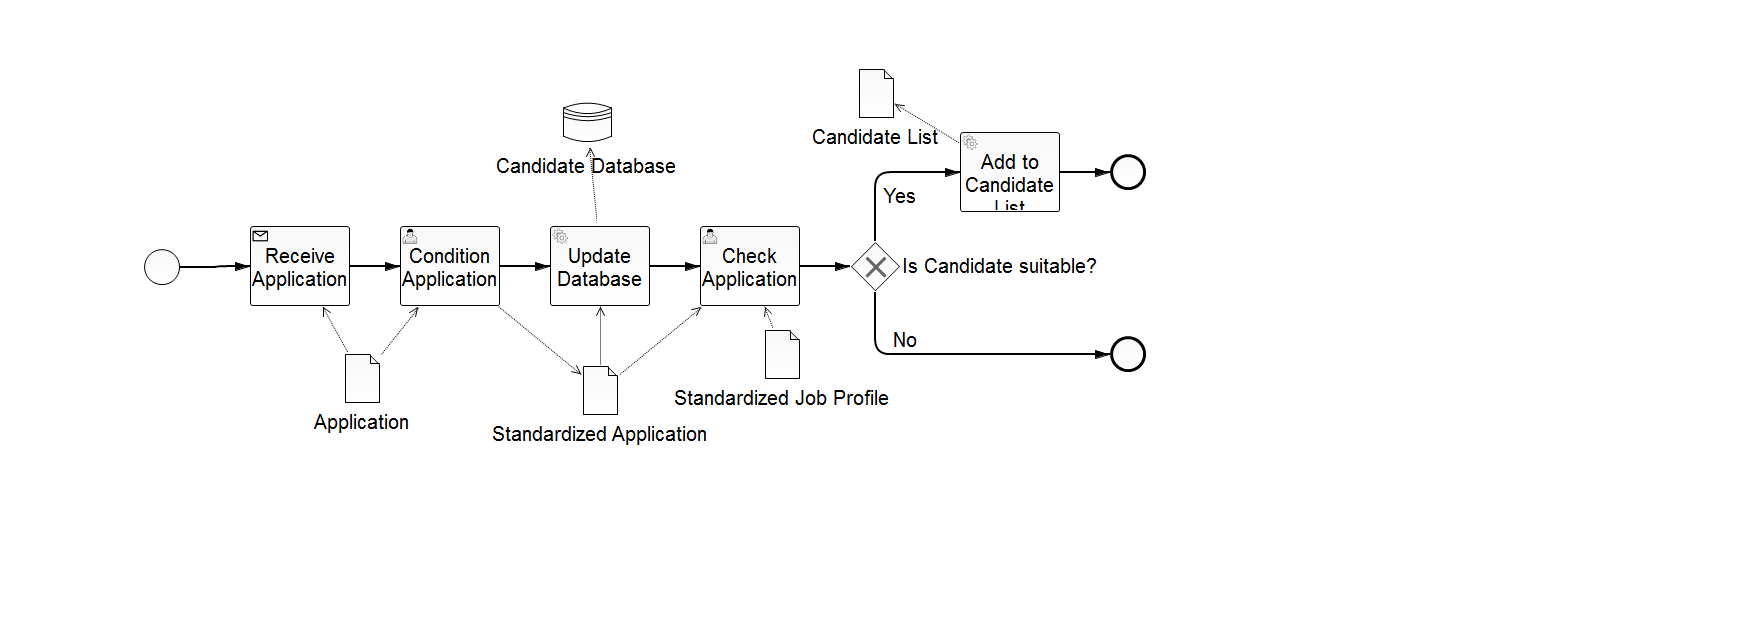 Candidate List
Add to
Candidate
List
Candidate Database
Yes
Receive
Application
Condition
Application
Update
Database
Check
Application
Is Candidate suitable?
No
Standardized Job Profile
Application
Standardized Application